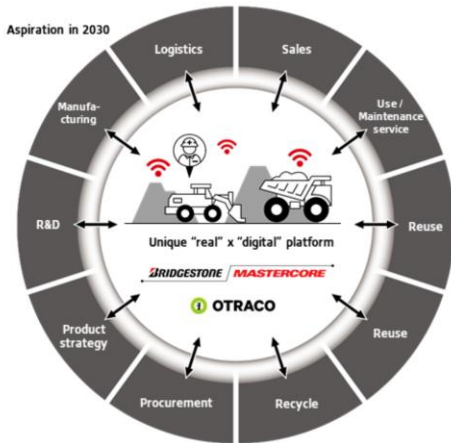 Aspiration in 2030
Logistics
Sales
Manufa-
cturing
Use /
Maintenance
service
R&D
Reuse
Unique "real" x "digital" platform
BRIDGESTONE MASTERCORE
OTRACO
Product
strategy
Reuse
Procurement
Recycle